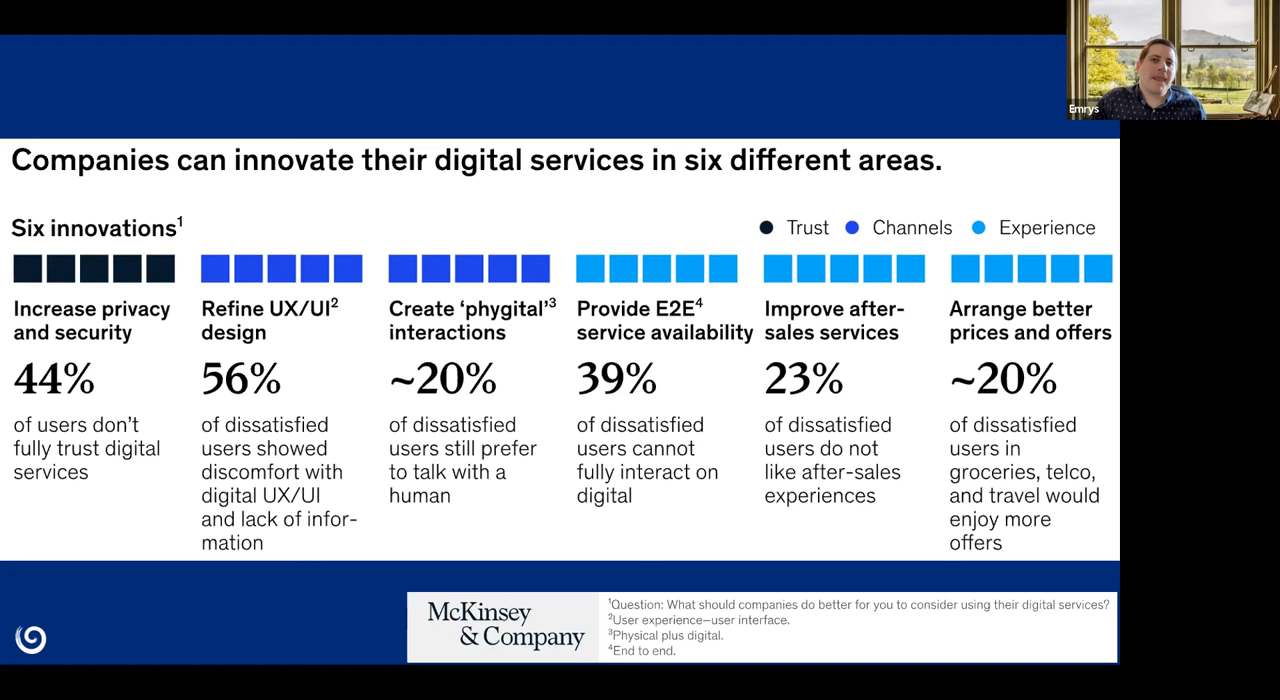 Emrys
Companies can innovate their digital services in six different areas.
Six innovations¹
Trust
Channels
Experience
Increase privacy
and security
44%
of users don’t
fully trust digital
services
Refine UX/UI²
design
56%
of dissatisfied
users showed
discomfort with
digital UX/UI
and lack of infor-
mation
Create ‘phygital’³
interactions
~20%
of dissatisfied
users still prefer
to talk with a
human
Provide E2E⁴
service availability
39%
of dissatisfied
users cannot
fully interact on
digital
Improve after-
sales services
23%
of dissatisfied
users do not
like after-sales
experiences
Arrange better
prices and offers
~20%
of dissatisfied
users in
groceries, telco,
and travel would
enjoy more
offers
McKinsey
& Company
¹Question: What should companies do better for you to consider using their digital services?
²User experience—user interface.
³Physical plus digital.
⁴End to end.